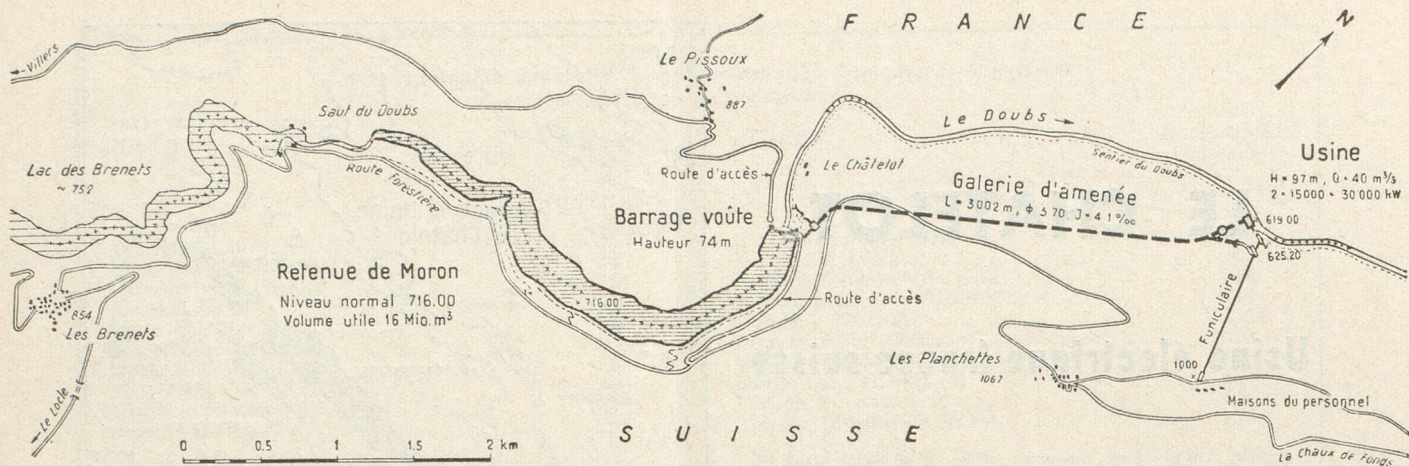 FRANCE
N
← Villers
Le Pissoux
887
Saut du Doubs
Le Doubs →
Sentier du Doubs
Usine
H = 97 m, Q = 40 m³/s
2 × 15000 = 30000 kW
Lac des Brenets
~ 752
Route forestière
Route d'accès
Le Châtelot
Galerie d'amenée
L = 3002 m, ϕ 5.70, J = 4.1 ‰
619.00
625.20
Barrage voûte
Hauteur 74 m
Retenue de Moron
Niveau normal 716.00
Volume utile 16 Mio. m³
716.00
Route d'accès
Funiculaire
854
Les Brenets
Les Planchettes
1067
1000
Maisons du personnel
← Le Locle
0 0.5 1 2 km
SUISSE
La Chaux de Fonds